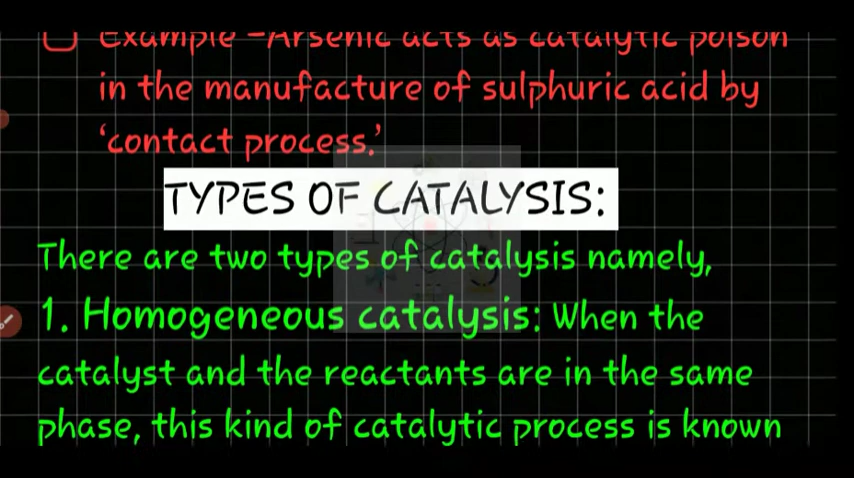 Example -Arsenic acts as catalytic poison
in the manufacture of sulphuric acid by
‘contact process.’
TYPES OF CATALYSIS:
There are two types of catalysis namely,
1. Homogeneous catalysis: When the
catalyst and the reactants are in the same
phase, this kind of catalytic process is known